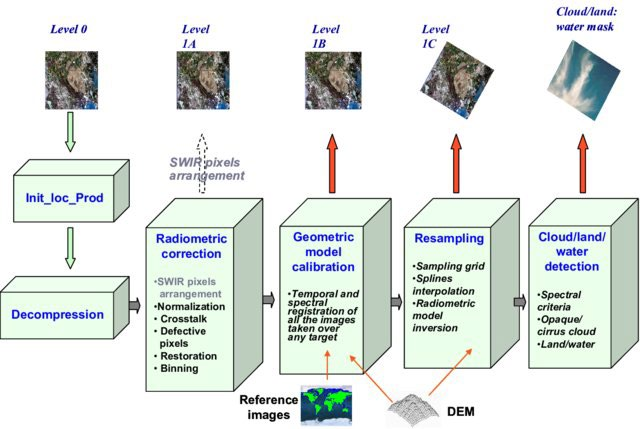 Level 0
Level
1A
Level
1B
Level
1C
Cloud/land:
water mask
SWIR pixels
arrangement
Init_loc_Prod
Decompression
Radiometric
correction
•SWIR pixels
arrangement
•Normalization
•Crosstalk
•Defective
pixels
•Restoration
•Binning
Geometric
model
calibration
•Temporal and
spectral
registration of
all the images
taken over
any target
Resampling
•Sampling grid
•Splines
interpolation
•Radiometric
model
inversion
Cloud/land/
water
detection
•Spectral
criteria
•Opaque/
cirrus cloud
•Land/water
Reference
images
DEM